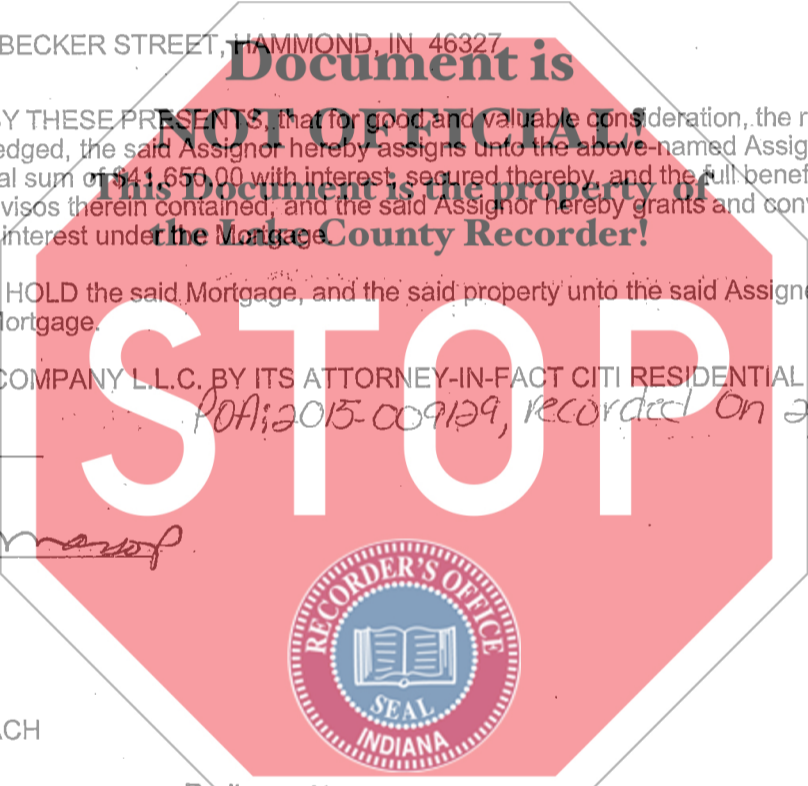 BECKER STREET, HAMMOND, IN 46327
Document is
NOT OFFICIAL!
This Document is the property of
the Lake County Recorder!
BY THESE PRESENTS, that for good and valuable consideration, the
edged, the said Assignor hereby assigns unto the above-named Assig
al sum of $41,650.00 with interest, secured thereby, and the full benef
visos therein contained, and the said Assignor hereby grants and con
interest under the Mortgage.
HOLD the said Mortgage, and the said property unto the said Assign
Mortgage.
COMPANY L.L.C. BY ITS ATTORNEY-IN-FACT CITI RESIDENTIAL
POA; 2015-009129, recorded on 2
STOP
RECORDER'S OFFICE
SEAL
INDIANA
ACH